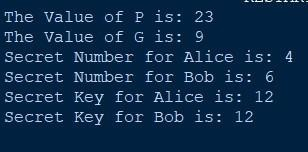 The Value of P is: 23
The Value of G is: 9
Secret Number for Alice is: 4
Secret Number for Bob is: 6
Secret Key for Alice is: 12
Secret Key for Bob is: 12